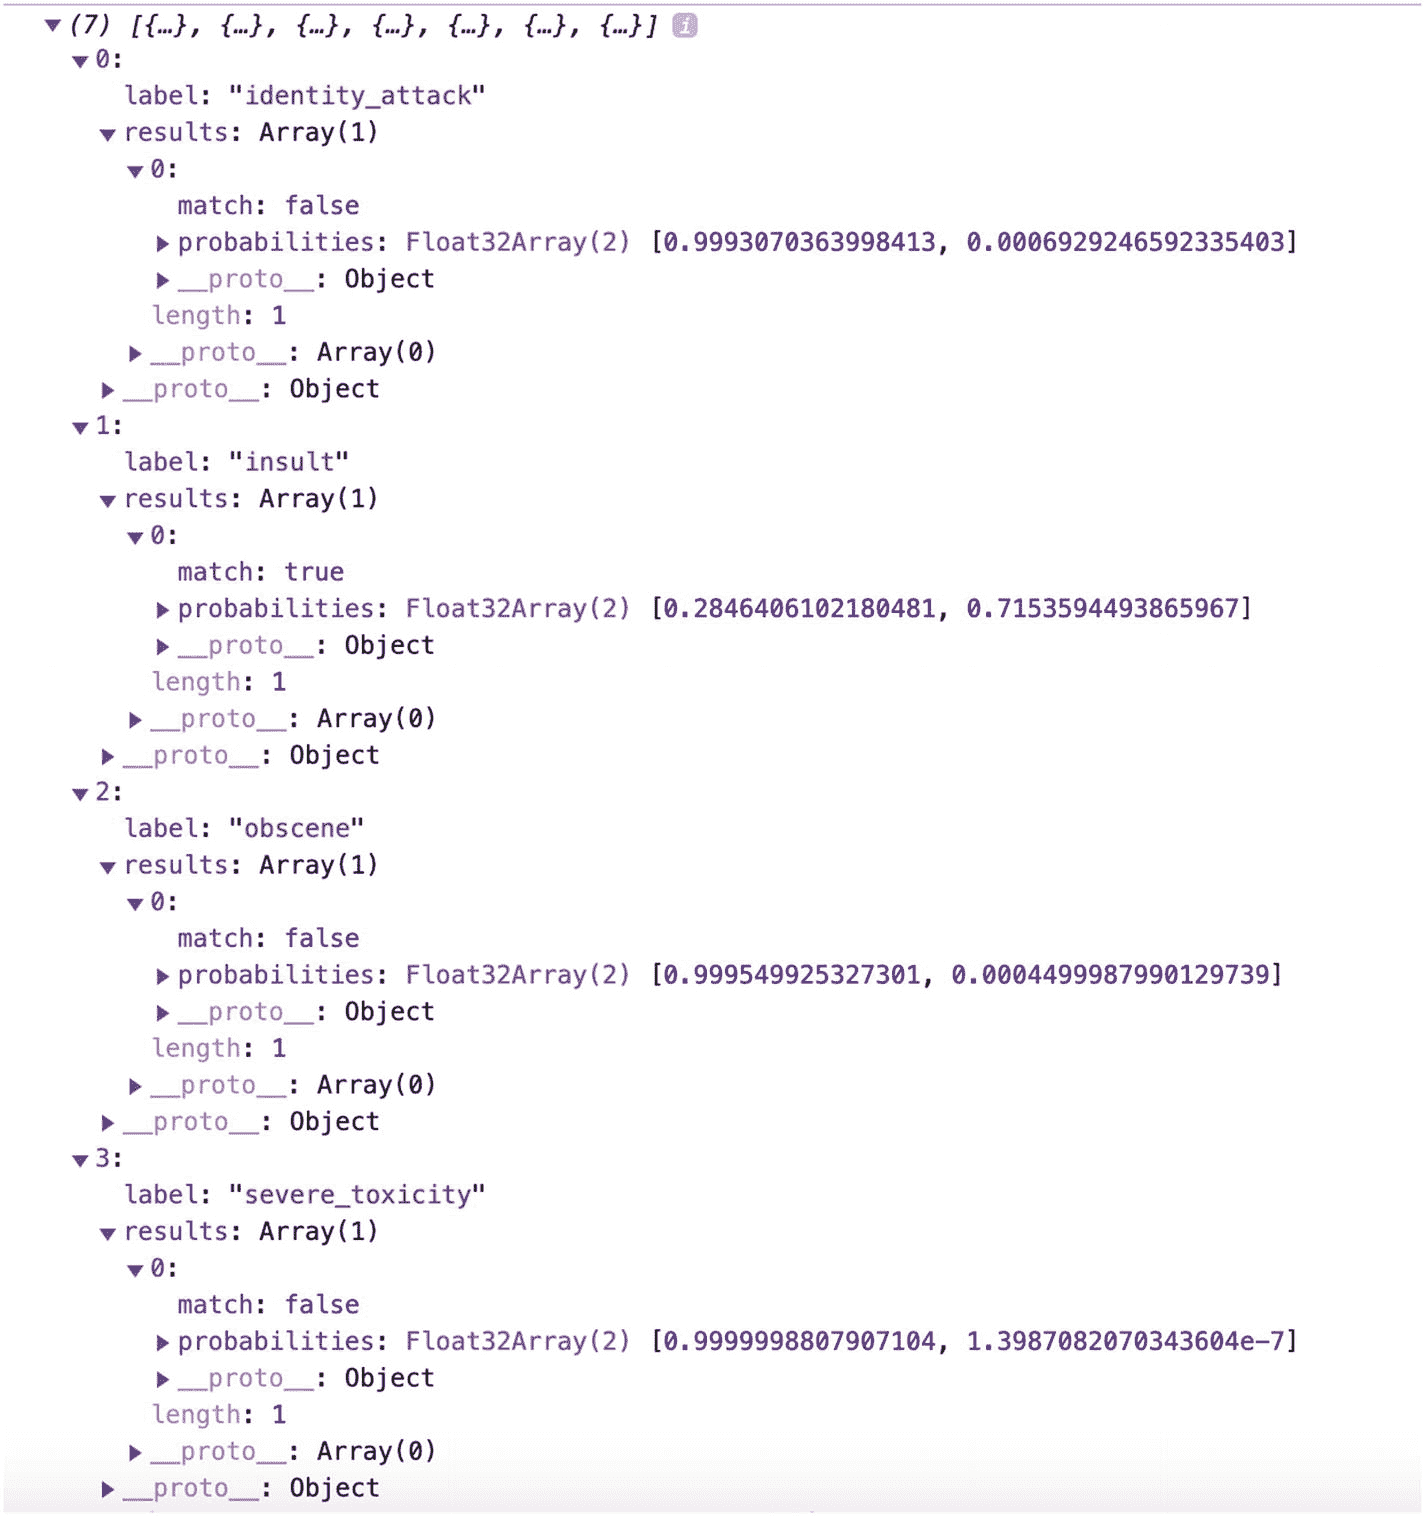 ▼(7) [{…}, {…}, {…}, {…}, {…}, {…}, {…}] i
▼0:
label: "identity_attack"
▼results: Array(1)
▼0:
match: false
▶probabilities: Float32Array(2) [0.9993070363998413, 0.0006929246592335403]
▶__proto__: Object
length: 1
▶__proto__: Array(0)
▶__proto__: Object
▼1:
label: "insult"
▼results: Array(1)
▼0:
match: true
▶probabilities: Float32Array(2) [0.2846406102180481, 0.7153594493865967]
▶__proto__: Object
length: 1
▶__proto__: Array(0)
▶__proto__: Object
▼2:
label: "obscene"
▼results: Array(1)
▼0:
match: false
▶probabilities: Float32Array(2) [0.999549925327301, 0.0004499987990129739]
▶__proto__: Object
length: 1
▶__proto__: Array(0)
▶__proto__: Object
▼3:
label: "severe_toxicity"
▼results: Array(1)
▼0:
match: false
▶probabilities: Float32Array(2) [0.9999998807907104, 1.3987082070343604e-7]
▶__proto__: Object
length: 1
▶__proto__: Array(0)
▶__proto__: Object